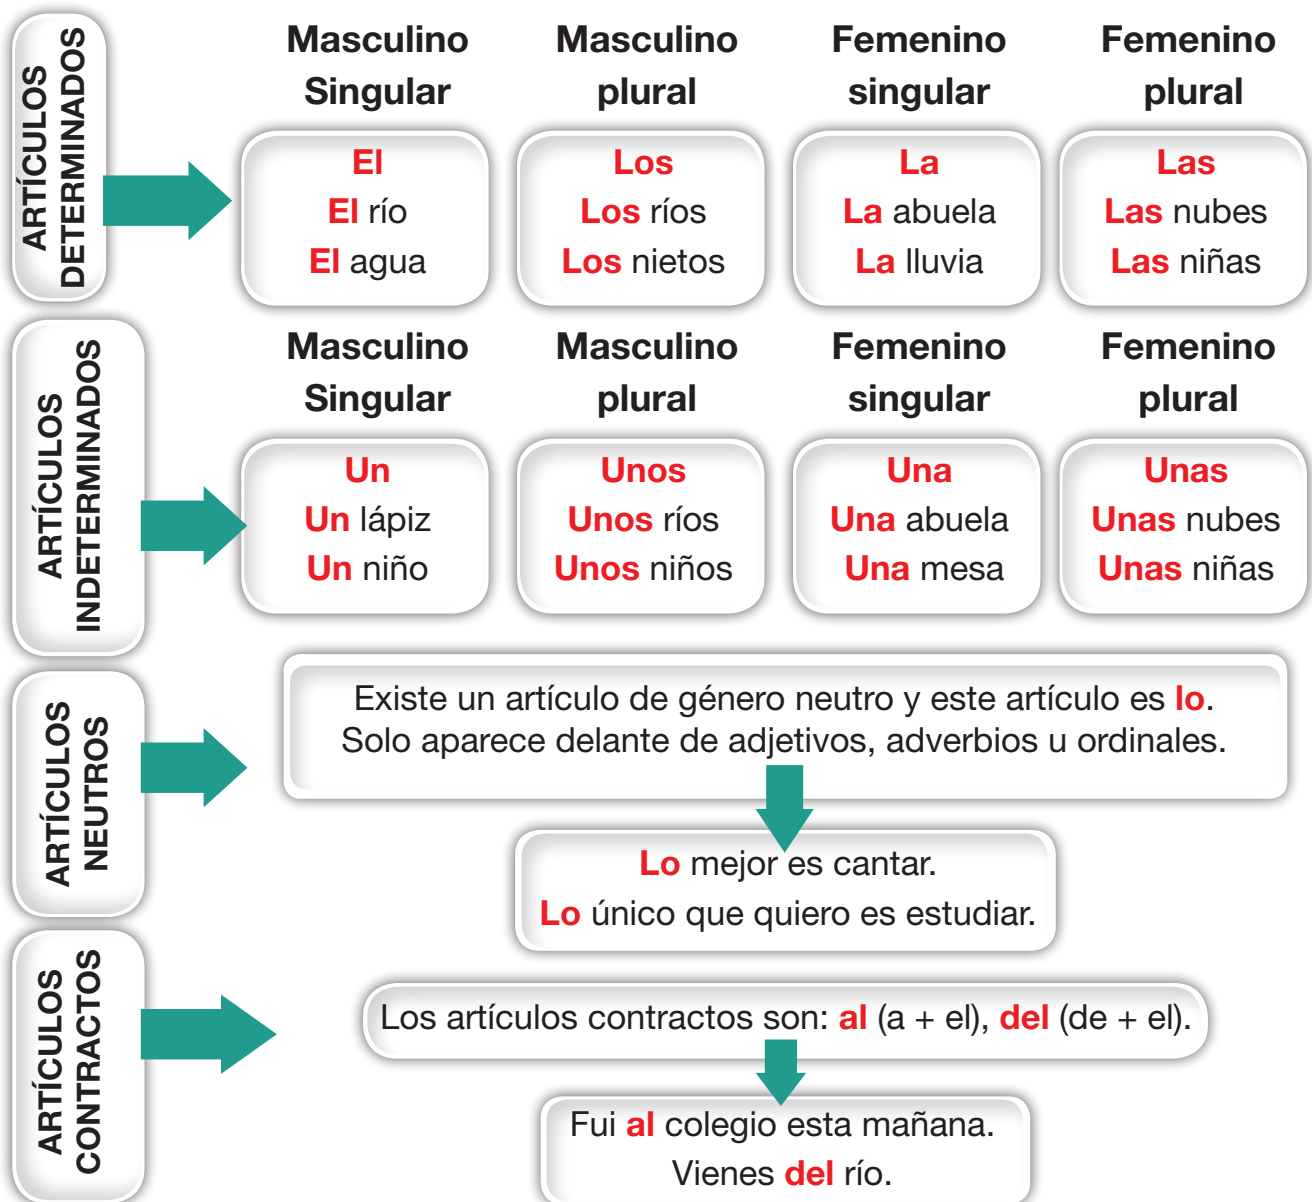 ARTÍCULOS
DETERMINADOS
Masculino
Singular
Masculino
plural
Femenino
singular
Femenino
plural
El
El río
El agua
Los
Los ríos
Los nietos
La
La abuela
La lluvia
Las
Las nubes
Las niñas
ARTÍCULOS
INDETERMINADOS
Masculino
Singular
Masculino
plural
Femenino
singular
Femenino
plural
Un
Un lápiz
Un niño
Unos
Unos ríos
Unos niños
Una
Una abuela
Una mesa
Unas
Unas nubes
Unas niñas
ARTÍCULOS
NEUTROS
Existe un artículo de género neutro y este artículo es lo.
Solo aparece delante de adjetivos, adverbios u ordinales.
Lo mejor es cantar.
Lo único que quiero es estudiar.
ARTÍCULOS
CONTRACTOS
Los artículos contractos son: al (a + el), del (de + el).
Fui al colegio esta mañana.
Vienes del río.